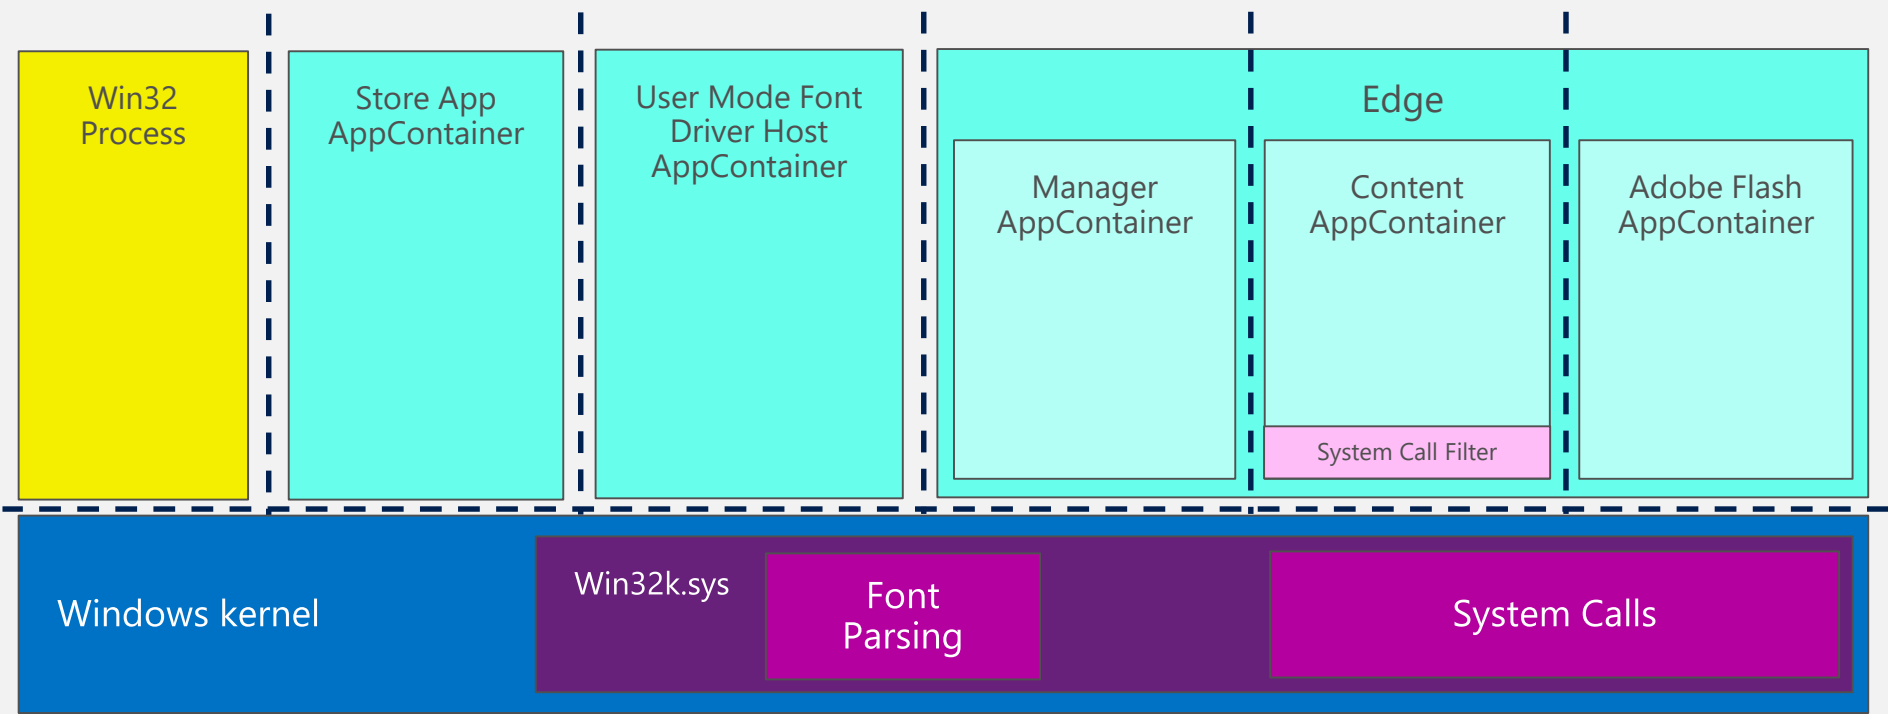 Win32
Process
Store App
AppContainer
User Mode Font
Driver Host
AppContainer
Edge
Manager
AppContainer
Content
AppContainer
System Call Filter
Adobe Flash
AppContainer
Windows kernel
Win32k.sys
Font
Parsing
System Calls